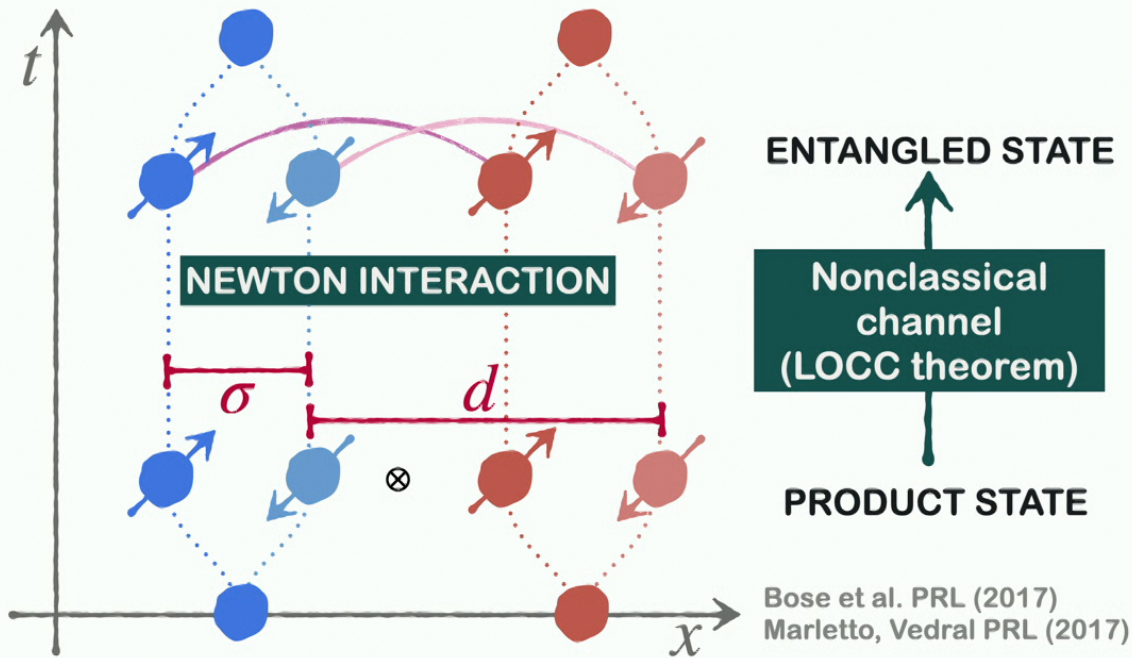 t
ENTANGLED STATE
NEWTON INTERACTION
Nonclassical
channel
(LOCC theorem)
σ
d
⊗
PRODUCT STATE
x
Bose et al. PRL (2017)
Marletto, Vedral PRL (2017)